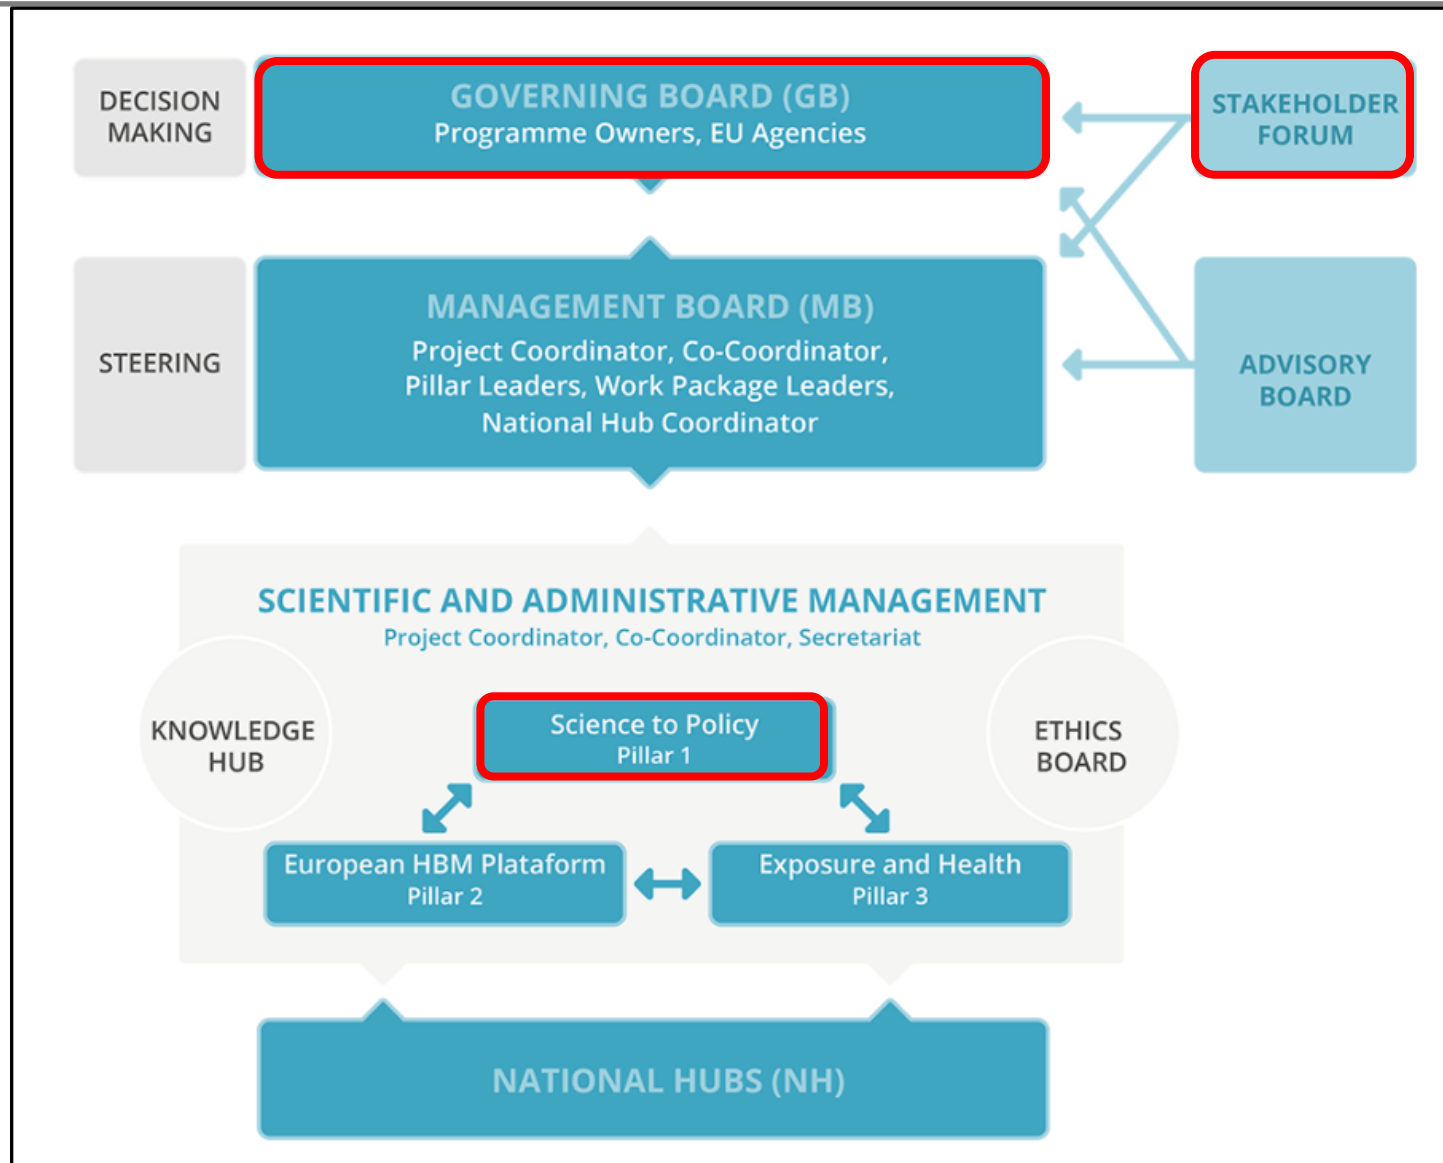 DECISION
MAKING
GOVERNING BOARD (GB)
Programme Owners, EU Agencies
STAKEHOLDER
FORUM
STEERING
MANAGEMENT BOARD (MB)
Project Coordinator, Co-Coordinator,
Pillar Leaders, Work Package Leaders,
National Hub Coordinator
ADVISORY
BOARD
SCIENTIFIC AND ADMINISTRATIVE MANAGEMENT
Project Coordinator, Co-Coordinator, Secretariat
KNOWLEDGE
HUB
Science to Policy
Pillar 1
ETHICS
BOARD
European HBM Plataform
Pillar 2
Exposure and Health
Pillar 3
NATIONAL HUBS (NH)